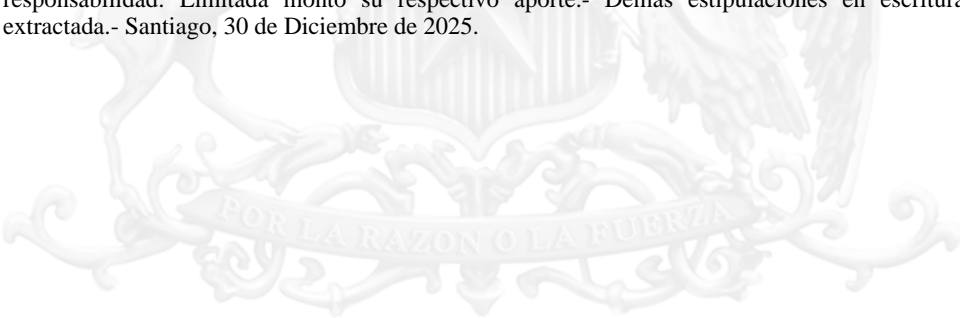 responsabilidad: Limitada monto su respectivo aporte.- Demás estipulaciones en escritura
extractada.- Santiago, 30 de Diciembre de 2025.
POR LA RAZON O LA FUERZA